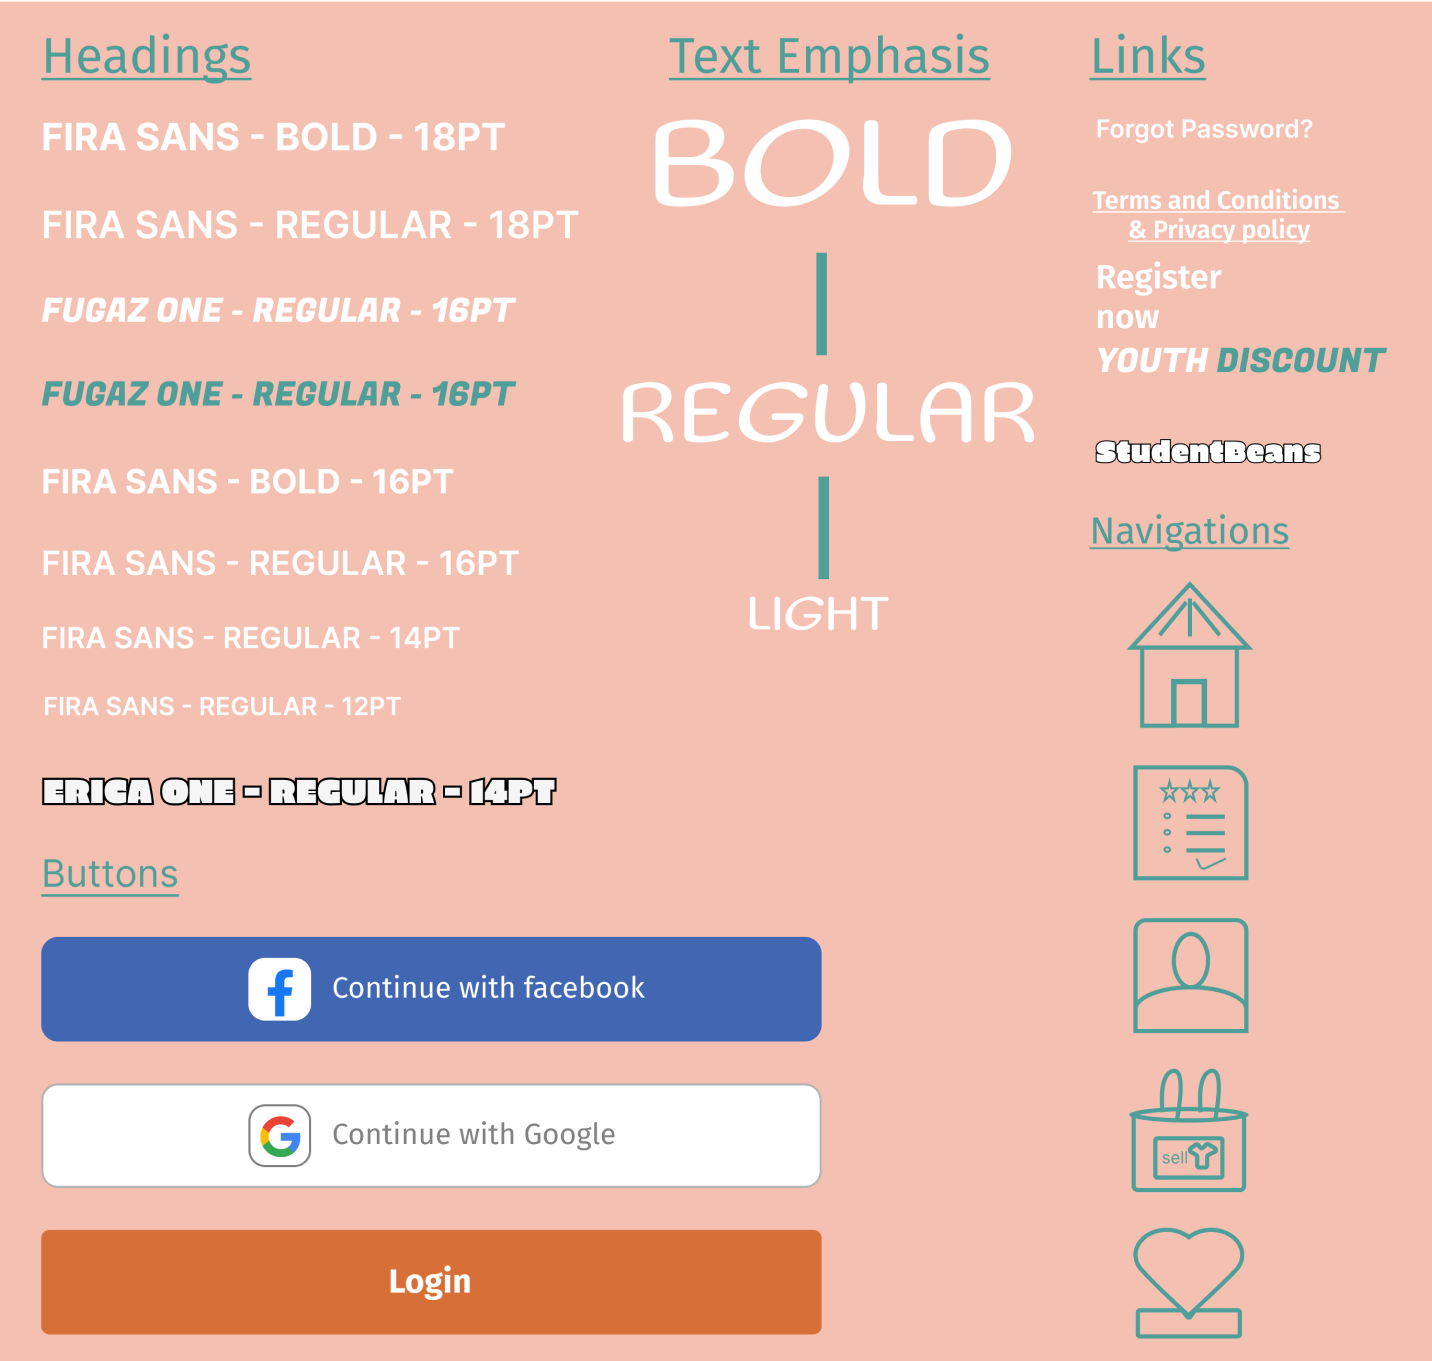 Headings
FIRA SANS - BOLD - 18PT
FIRA SANS - REGULAR - 18PT
FUGAZ ONE - REGULAR - 16PT
FUGAZ ONE - REGULAR - 16PT
FIRA SANS - BOLD - 16PT
FIRA SANS - REGULAR - 16PT
FIRA SANS - REGULAR - 14PT
FIRA SANS - REGULAR - 12PT
ERICA ONE - REGULAR - 14PT
Buttons
Continue with facebook
Continue with Google
Login
Text Emphasis
BOLD
REGULAR
LIGHT
Links
Forgot Password?
Terms and Conditions
& Privacy policy
Register
now
YOUTH DISCOUNT
StudentBeans
Navigations
sell